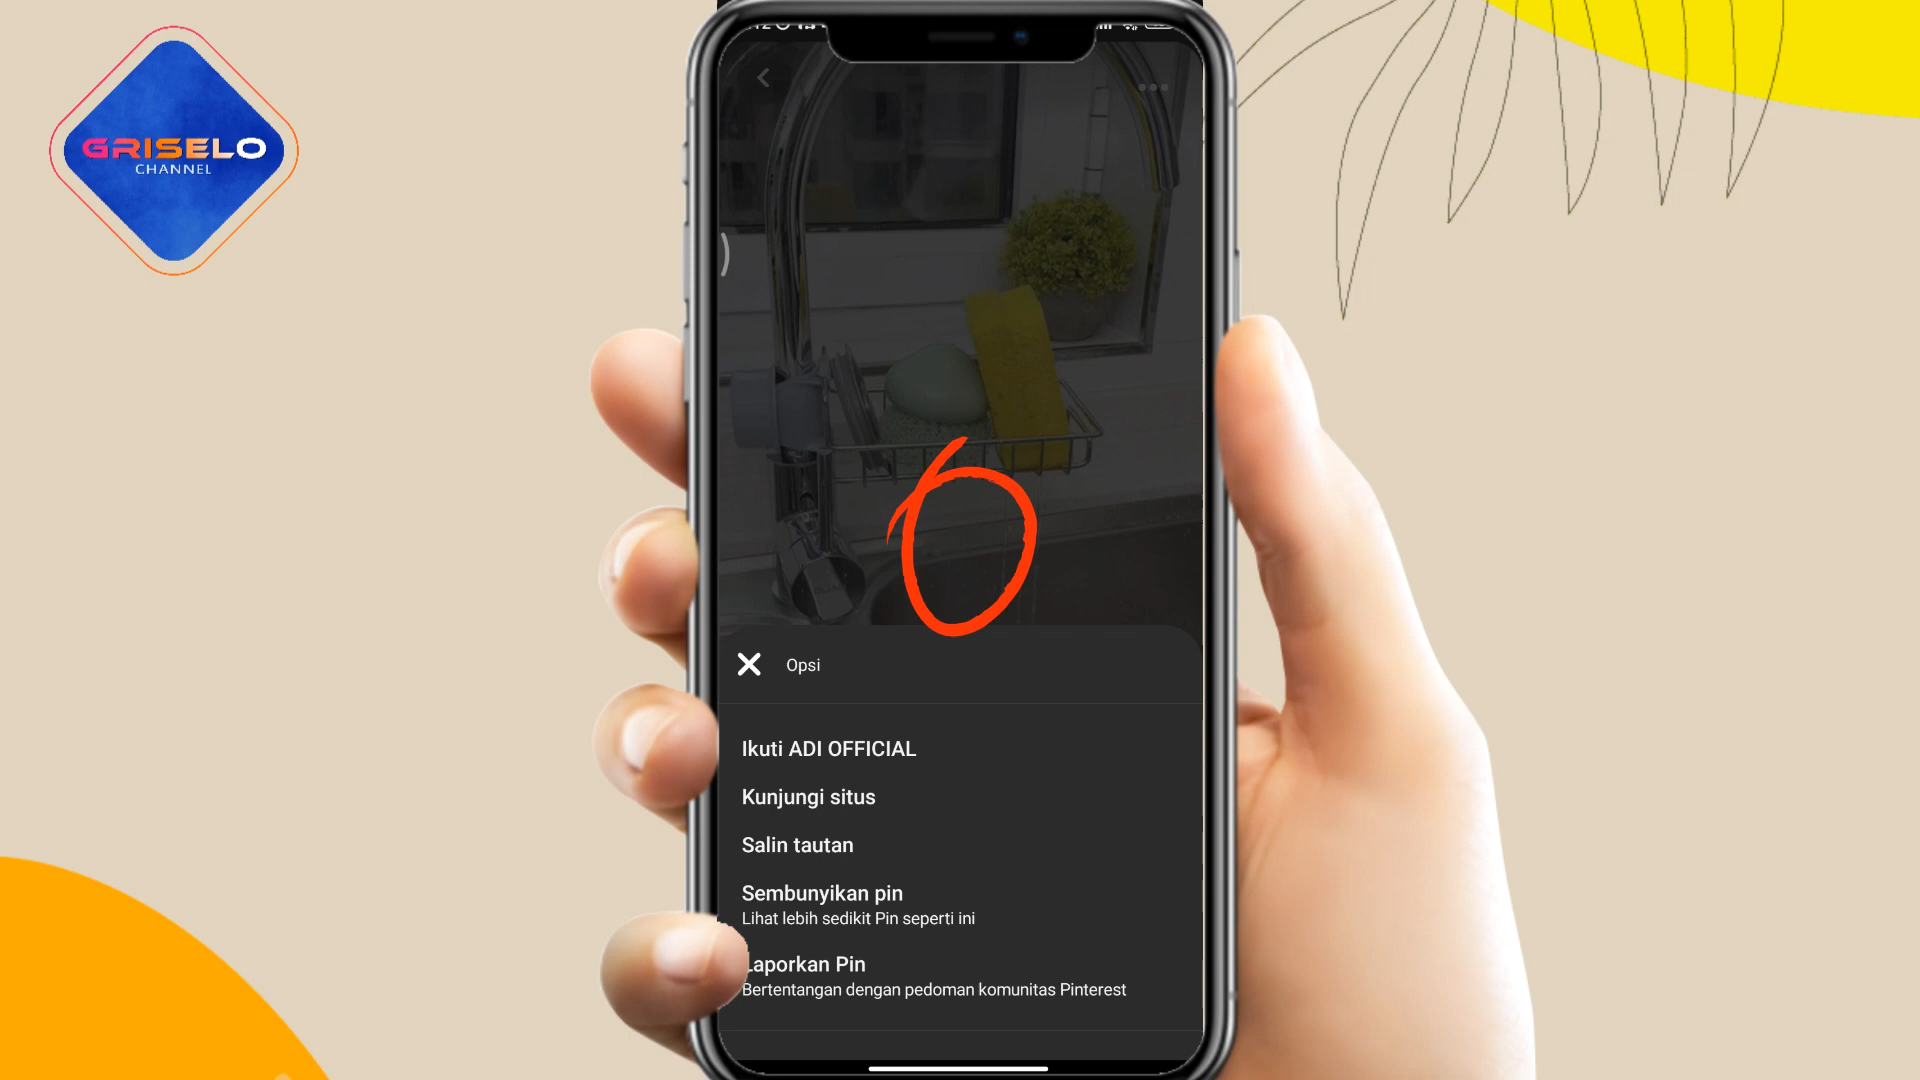 GRISELO
CHANNEL
Opsi
Ikuti ADI OFFICIAL
Kunjungi situs
Salin tautan
Sembunyikan pin
Lihat lebih sedikit Pin seperti ini
Laporkan Pin
Bertentangan dengan pedoman komunitas Pinterest